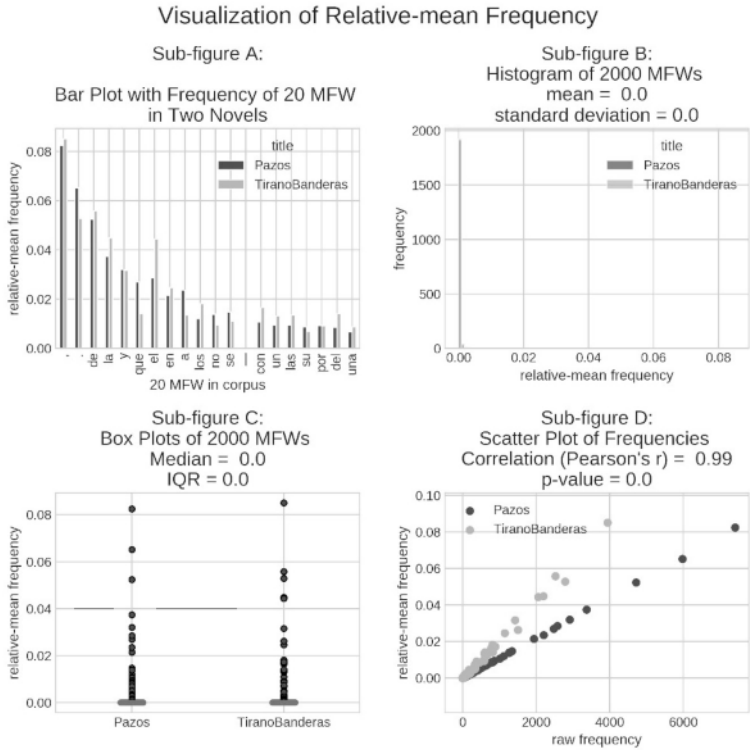 Visualization of Relative-mean Frequency
Sub-figure A:
Bar Plot with Frequency of 20 MFW
in Two Novels
title
Pazos
TiranoBanderas
0.08
0.06
0.04
0.02
0.00
relative-mean frequency
,
.
de
la
y
que
el
en
a
los
no
se
—
con
un
las
su
por
del
una
20 MFW in corpus
Sub-figure B:
Histogram of 2000 MFWs
mean = 0.0
standard deviation = 0.0
title
Pazos
TiranoBanderas
2000
1500
1000
500
0
frequency
0.00 0.02 0.04 0.06 0.08
relative-mean frequency
Sub-figure C:
Box Plots of 2000 MFWs
Median = 0.0
IQR = 0.0
0.08
0.06
0.04
0.02
0.00
relative-mean frequency
Pazos TiranoBanderas
Sub-figure D:
Scatter Plot of Frequencies
Correlation (Pearson's r) = 0.99
p-value = 0.0
Pazos
TiranoBanderas
0.10
0.08
0.06
0.04
0.02
0.00
relative-mean frequency
0 2000 4000 6000
raw frequency